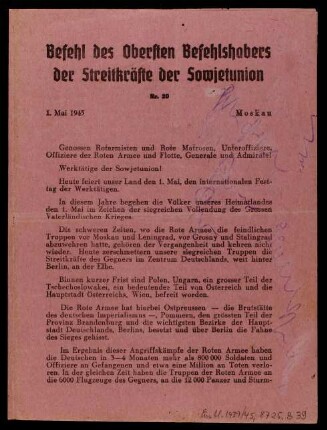 Befehl des Obersten Befehlshabers
der Streitkräfte der Sowjetunion
Nr. 20
1. Mai 1945 Moskau
Genossen Rotarmisten und Rote Matrosen, Unteroffiziere,
Offiziere der Roten Armee und Flotte, Generale und Admirale!
Werktätige der Sowjetunion!
Heute feiert unser Land den 1. Mai, den internationalen Fest-
tag der Werktätigen.
In diesem Jahre begehen die Völker unseres Heimatlandes
den 1. Mai im Zeichen der siegreichen Vollendung des Grossen
Vaterländischen Krieges.
Die schweren Zeiten, wo die Rote Armee die feindlichen
Truppen vor Moskau und Leningrad, vor Grosny und Stalingrad
abzuwehren hatte, gehören der Vergangenheit und kehren nicht
wieder. Heute zerschmettern unsere siegreichen Truppen die
Streitkräfte des Gegners im Zentrum Deutschlands, weit hinter
Berlin, an der Elbe.
Binnen kurzer Frist sind Polen, Ungarn, ein grosser Teil der
Tschechoslowakei, ein bedeutender Teil von Österreich und die
Hauptstadt Österreichs, Wien, befreit worden.
Die Rote Armee hat hierbei Ostpreussen — die Brutstätte
des deutschen Imperialismus —, Pommern, den grössten Teil der
Provinz Brandenburg und die wichtigsten Bezirke der Haupt-
stadt Deutschlands, Berlins, besetzt und über Berlin die Fahne
des Sieges gehisst.
Im Ergebnis dieser Angriffskämpfe der Roten Armee haben
die Deutschen in 3—4 Monaten mehr als 800 000 Soldaten und
Offiziere an Gefangenen und etwa eine Million an Toten verlo-
ren. In der gleichen Zeit haben die Truppen der Roten Armee an
die 6000 Flugzeuge des Gegners, an die 12 000 Panzer und Sturm-